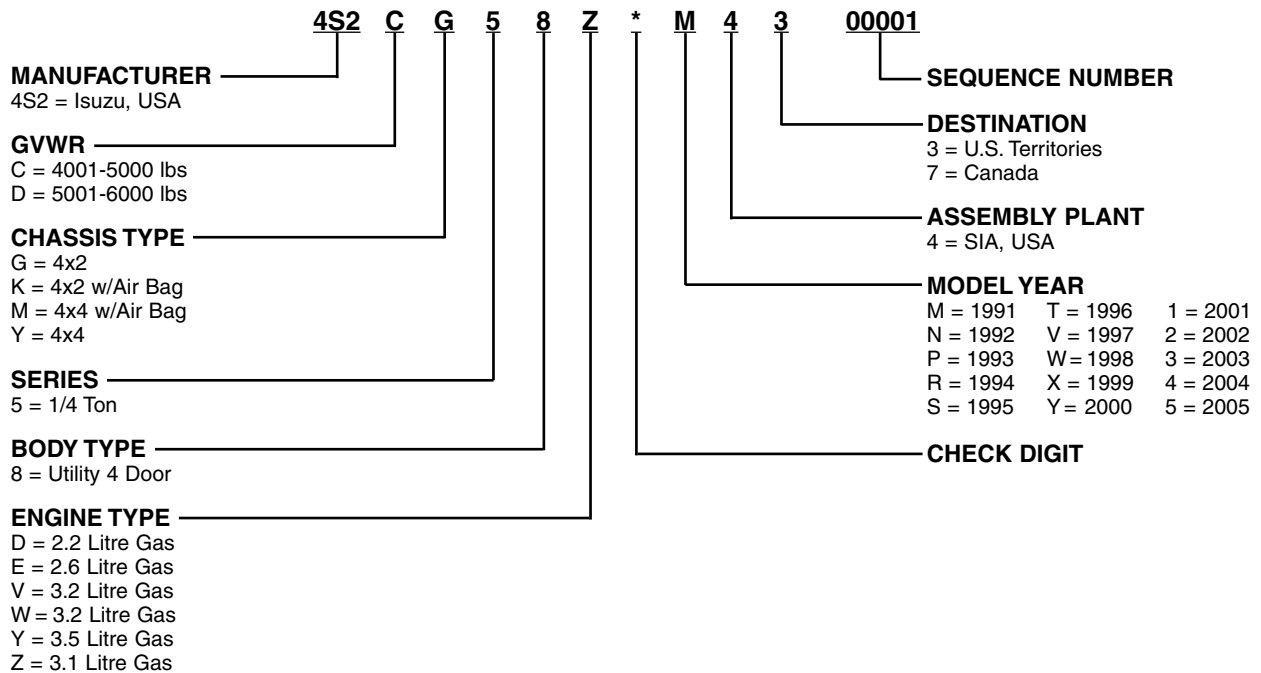 4S2 C G 5 8 Z * M 4 3 00001
MANUFACTURER
4S2 = Isuzu, USA
GVWR
C = 4001-5000 lbs
D = 5001-6000 lbs
CHASSIS TYPE
G = 4x2
K = 4x2 w/Air Bag
M = 4x4 w/Air Bag
Y = 4x4
SERIES
5 = 1/4 Ton
BODY TYPE
8 = Utility 4 Door
ENGINE TYPE
D = 2.2 Litre Gas
E = 2.6 Litre Gas
V = 3.2 Litre Gas
W = 3.2 Litre Gas
Y = 3.5 Litre Gas
Z = 3.1 Litre Gas
SEQUENCE NUMBER
DESTINATION
3 = U.S. Territories
7 = Canada
ASSEMBLY PLANT
4 = SIA, USA
MODEL YEAR
M = 1991 T = 1996 1 = 2001
N = 1992 V = 1997 2 = 2002
P = 1993 W = 1998 3 = 2003
R = 1994 X = 1999 4 = 2004
S = 1995 Y = 2000 5 = 2005
CHECK DIGIT